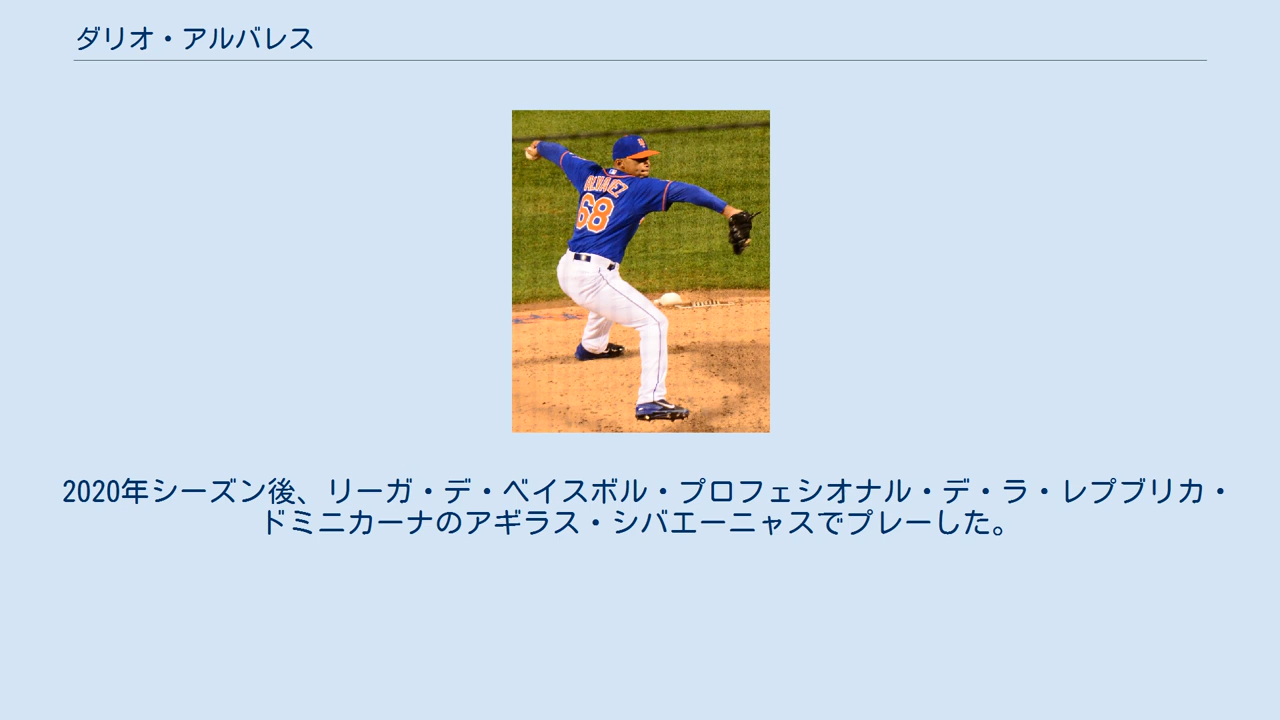 ダリオ・アルバレス
ALVAREZ
68
2020年シーズン後、リーガ・デ・ベイスボル・プロフェシオナル・デ・ラ・レプブリカ・
ドミニカーナのアギラス・シバエーニャスでプレーした。